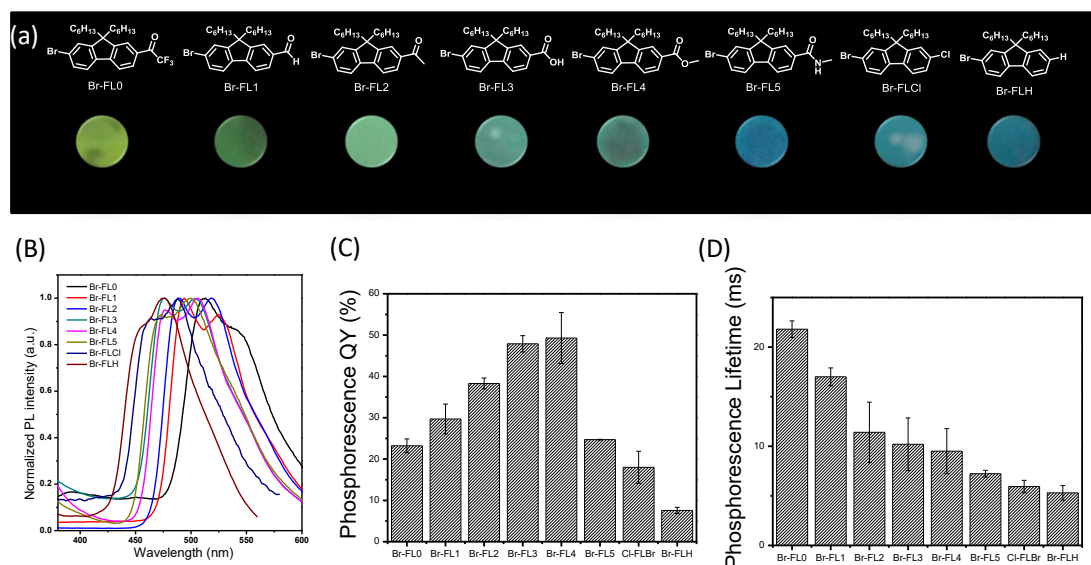 (a)
C6H13 C6H13 C6H13 C6H13 C6H13 C6H13 C6H13 C6H13 C6H13 C6H13 C6H13 C6H13 C6H13 C6H13 C6H13 C6H13
Br O CF3 Br O H Br O Br O OH Br O O Br O N H Br Cl Br H
Br-FL0 Br-FL1 Br-FL2 Br-FL3 Br-FL4 Br-FL5 Br-FLCl Br-FLH
(B)
Normalized PL intensity (a.u.)
1.0
0.8
0.6
0.4
0.2
0.0
Br-FL0
Br-FL1
Br-FL2
Br-FL3
Br-FL4
Br-FL5
Br-FLCl
Br-FLH
400 450 500 550 600
Wavelength (nm)
(C)
Phosphorescence QY (%)
60
50
40
30
20
10
0
Br-FL0 Br-FL1 Br-FL2 Br-FL3 Br-FL4 Br-FL5 Cl-FLBr Br-FLH
(D)
Phosphorescence Lifetime (ms)
20
10
0
Br-FL0 Br-FL1 Br-FL2 Br-FL3 Br-FL4 Br-FL5 Cl-FLBr Br-FLH